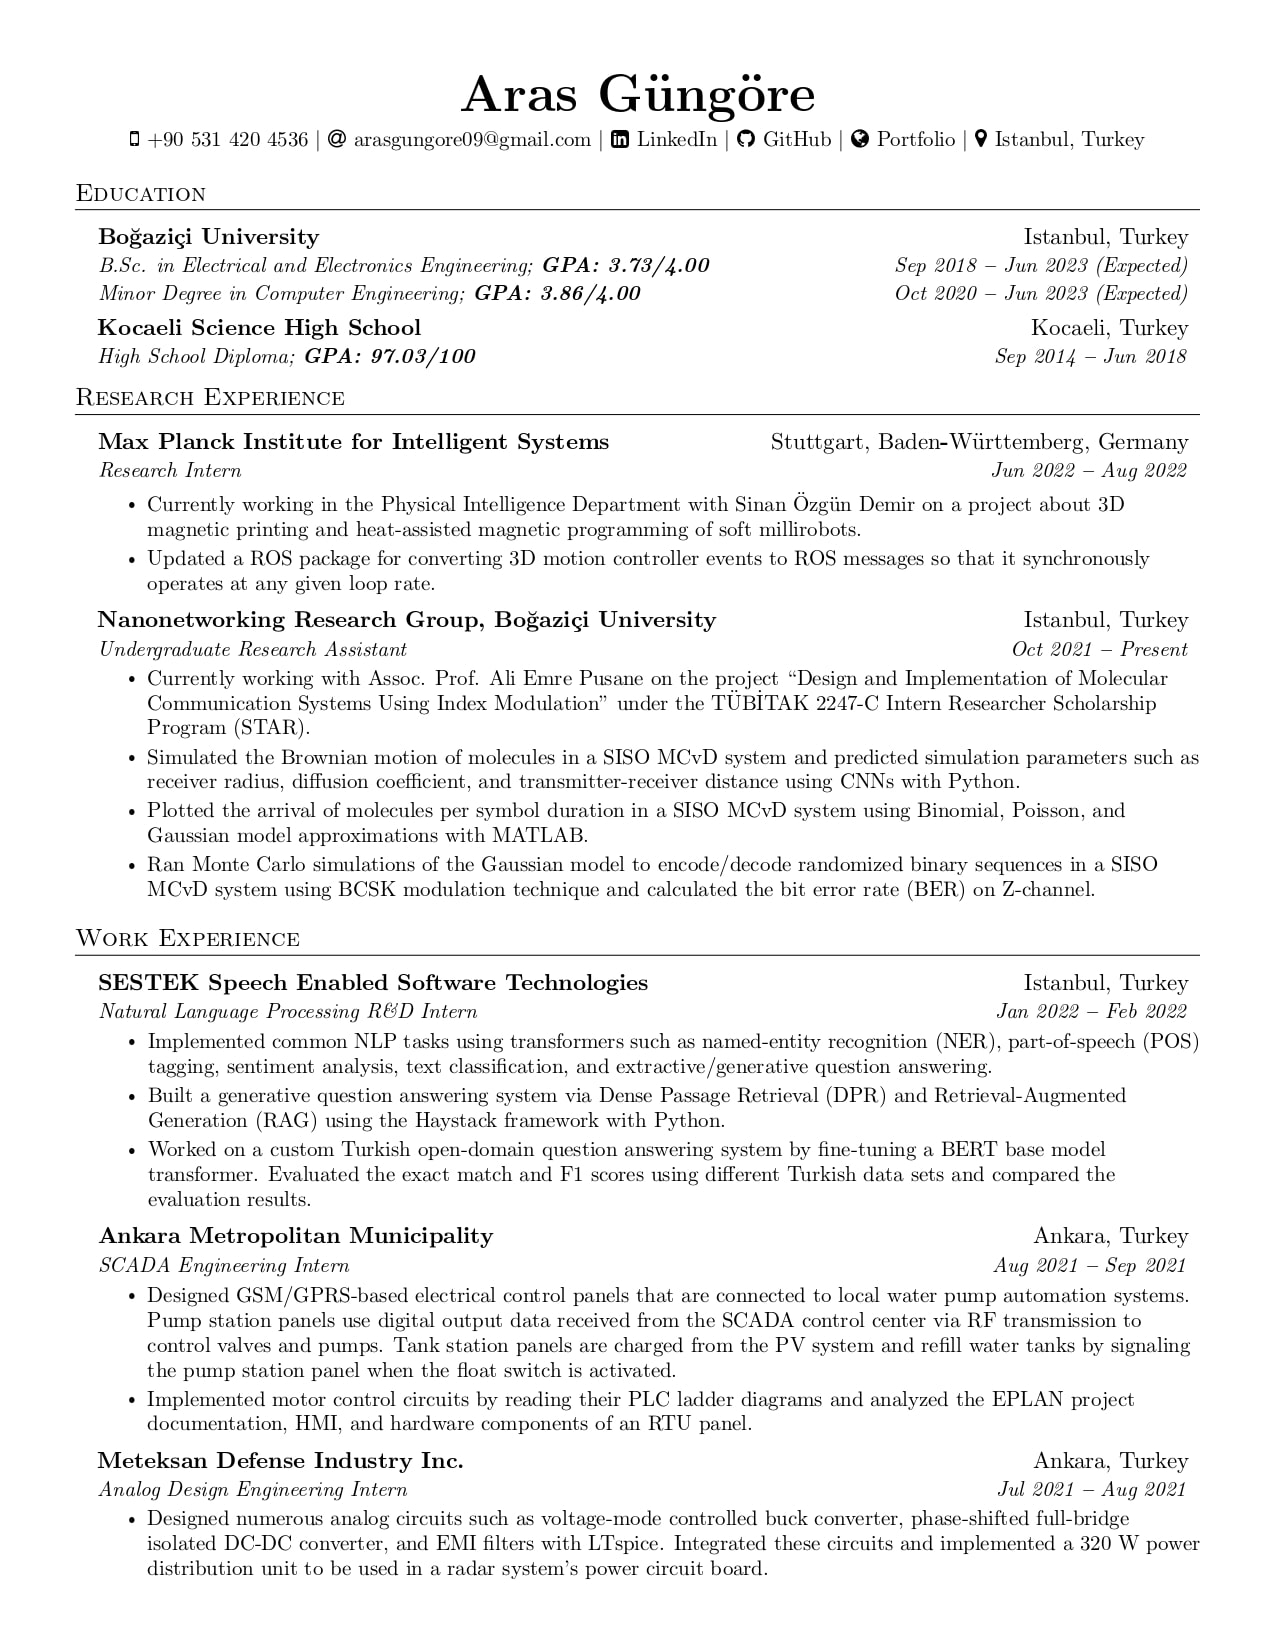 Aras Güngöre
+90 531 420 4536 | arasgungore09@gmail.com | LinkedIn | GitHub | Portfolio | Istanbul, Turkey
Education
Boğaziçi University Istanbul, Turkey
B.Sc. in Electrical and Electronics Engineering; GPA: 3.73/4.00 Sep 2018 – Jun 2023 (Expected)
Minor Degree in Computer Engineering; GPA: 3.86/4.00 Oct 2020 – Jun 2023 (Expected)
Kocaeli Science High School Kocaeli, Turkey
High School Diploma; GPA: 97.03/100 Sep 2014 – Jun 2018
Research Experience
Max Planck Institute for Intelligent Systems Stuttgart, Baden-Württemberg, Germany
Research Intern Jun 2022 – Aug 2022
• Currently working in the Physical Intelligence Department with Sinan Özgün Demir on a project about 3D
magnetic printing and heat-assisted magnetic programming of soft millirobots.
• Updated a ROS package for converting 3D motion controller events to ROS messages so that it synchronously
operates at any given loop rate.
Nanonetworking Research Group, Boğaziçi University Istanbul, Turkey
Undergraduate Research Assistant Oct 2021 – Present
• Currently working with Assoc. Prof. Ali Emre Pusane on the project “Design and Implementation of Molecular
Communication Systems Using Index Modulation” under the TÜBİTAK 2247-C Intern Researcher Scholarship
Program (STAR).
• Simulated the Brownian motion of molecules in a SISO MCvD system and predicted simulation parameters such as
receiver radius, diffusion coefficient, and transmitter-receiver distance using CNNs with Python.
• Plotted the arrival of molecules per symbol duration in a SISO MCvD system using Binomial, Poisson, and
Gaussian model approximations with MATLAB.
• Ran Monte Carlo simulations of the Gaussian model to encode/decode randomized binary sequences in a SISO
MCvD system using BCSK modulation technique and calculated the bit error rate (BER) on Z-channel.
Work Experience
SESTEK Speech Enabled Software Technologies Istanbul, Turkey
Natural Language Processing R&D Intern Jan 2022 – Feb 2022
• Implemented common NLP tasks using transformers such as named-entity recognition (NER), part-of-speech (POS)
tagging, sentiment analysis, text classification, and extractive/generative question answering.
• Built a generative question answering system via Dense Passage Retrieval (DPR) and Retrieval-Augmented
Generation (RAG) using the Haystack framework with Python.
• Worked on a custom Turkish open-domain question answering system by fine-tuning a BERT base model
transformer. Evaluated the exact match and F1 scores using different Turkish data sets and compared the
evaluation results.
Ankara Metropolitan Municipality Ankara, Turkey
SCADA Engineering Intern Aug 2021 – Sep 2021
• Designed GSM/GPRS-based electrical control panels that are connected to local water pump automation systems.
Pump station panels use digital output data received from the SCADA control center via RF transmission to
control valves and pumps. Tank station panels are charged from the PV system and refill water tanks by signaling
the pump station panel when the float switch is activated.
• Implemented motor control circuits by reading their PLC ladder diagrams and analyzed the EPLAN project
documentation, HMI, and hardware components of an RTU panel.
Meteksan Defense Industry Inc. Ankara, Turkey
Analog Design Engineering Intern Jul 2021 – Aug 2021
• Designed numerous analog circuits such as voltage-mode controlled buck converter, phase-shifted full-bridge
isolated DC-DC converter, and EMI filters with LTspice. Integrated these circuits and implemented a 320 W power
distribution unit to be used in a radar system’s power circuit board.